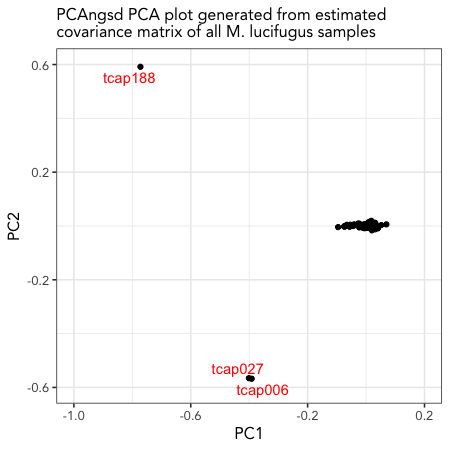 PCAngsd PCA plot generated from estimated
covariance matrix of all M. lucifugus samples
0.6
tcap188
0.2
PC2
-0.2
tcap027
tcap006
-0.6
-1.0 -0.6 -0.2 0.2
PC1